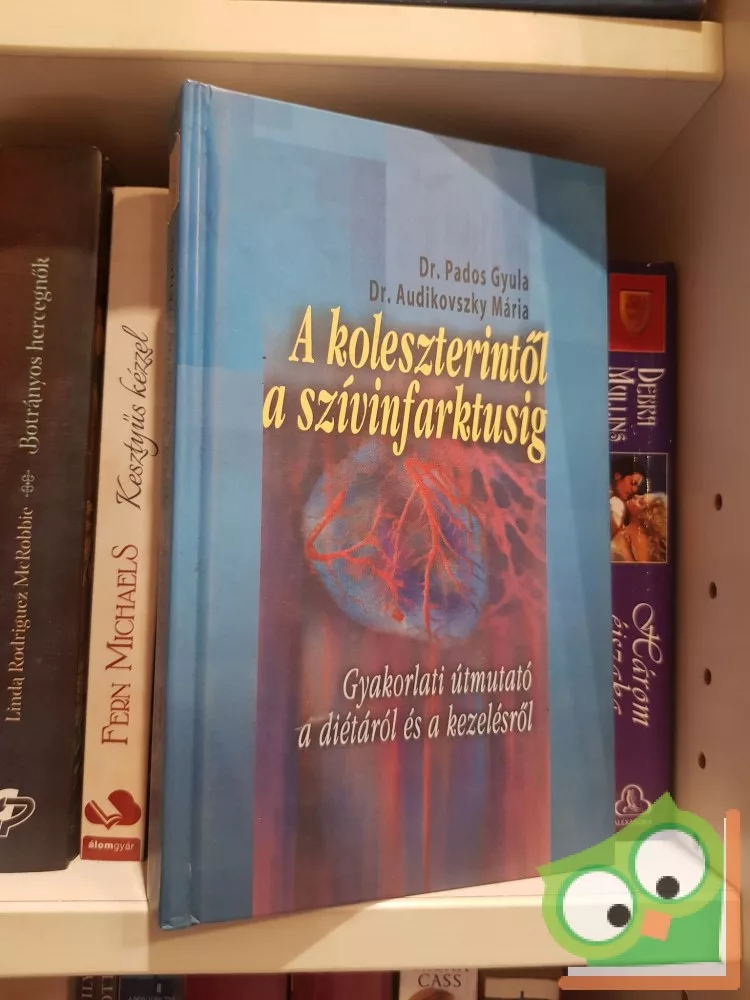 Linda Rodriguez McRobbie Botrányos hercegnők
FERN MICHAELS Kesztyűs kézzel
álomgyár
Dr. Pados Gyula
Dr. Audikovszky Mária
A koleszterintől
a szívinfarktusig
Gyakorlati útmutató
a diétáról és a kezelésről
DEBRA
MULLINS
Három
CASS